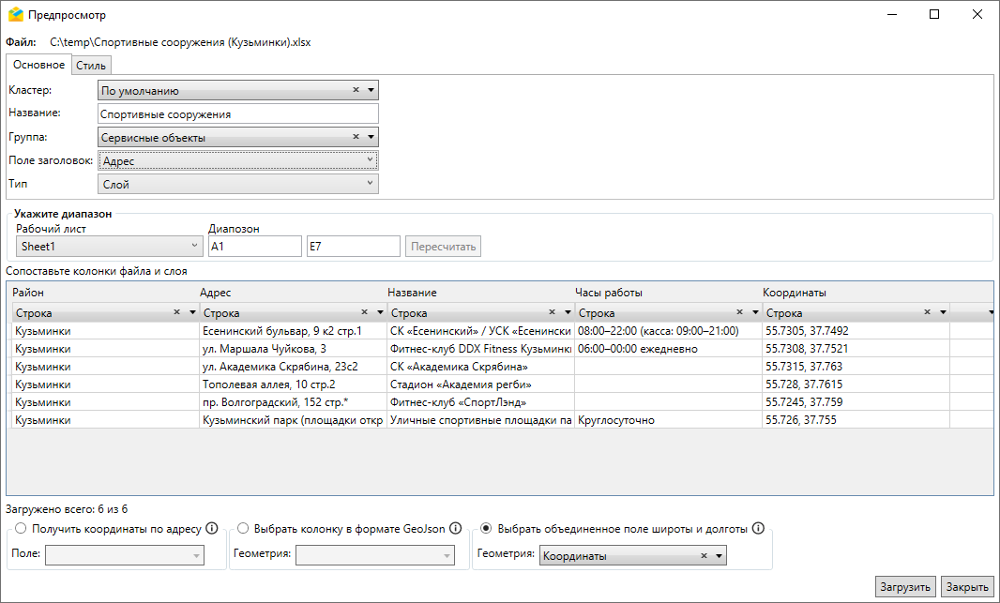 Предпросмотр
Файл: C:\temp\Спортивные сооружения (Кузьминки).xlsx
Основное Стиль
Кластер: По умолчанию
Название: Спортивные сооружения
Группа: Сервисные объекты
Поле заголовок: Адрес
Тип Слой
Укажите диапазон
Рабочий лист Диапозон
Sheet1 A1 E7 Пересчитать
Сопоставьте колонки файла и слоя
Район Адрес Название Часы работы Координаты
Строка Строка Строка Строка Строка
Кузьминки Есенинский бульвар, 9 к2 стр.1 СК «Есенинский» / УСК «Есенински 08:00–22:00 (касса: 09:00–21:00) 55.7305, 37.7492
Кузьминки ул. Маршала Чуйкова, 3 Фитнес-клуб DDX Fitness Кузьминки 06:00–00:00 ежедневно 55.7308, 37.7521
Кузьминки ул. Академика Скрябина, 23с2 СК «Академика Скрябина» 55.7315, 37.763
Кузьминки Тополевая аллея, 10 стр.2 Стадион «Академия регби» 55.728, 37.7615
Кузьминки пр. Волгоградский, 152 стр.* Фитнес-клуб «СпортЛэнд» 55.7245, 37.759
Кузьминки Кузьминский парк (площадки откр Уличные спортивные площадки па Круглосуточно 55.726, 37.755
Загружено всего: 6 из 6
Получить координаты по адресу Выбрать колонку в формате GeoJson Выбрать объединенное поле широты и долготы
Поле: Геометрия: Геометрия: Координаты
Загрузить Закрыть